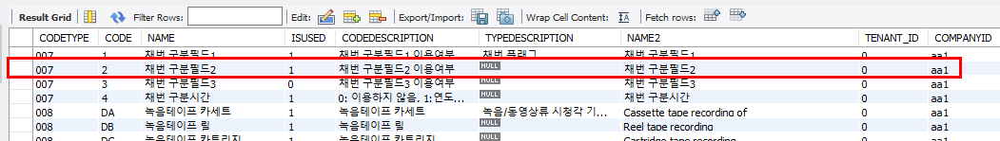 Result Grid Filter Rows: Edit: Export/Import: Wrap Cell Content: Fetch rows:
CODETYPE CODE NAME ISUSED CODEDESCRIPTION TYPEDESCRIPTION NAME2 TENANT_ID COMPANYID
007 1 채번 구분필드1 1 채번 구분필드1 이용여부 채번 플래그 채번 구분필드1 0 aa1
007 2 채번 구분필드2 1 채번 구분필드2 이용여부 NULL 채번 구분필드2 0 aa1
007 3 채번 구분필드3 0 채번 구분필드3 이용여부 NULL 채번 구분필드3 0 aa1
007 4 채번 구분시간 1 0: 이용하지 않음, 1:연도... NULL 채번 구분시간 0 aa1
008 DA 녹음테이프 카세트 1 녹음테이프 카세트 녹음/동영상류 시청각 기... Cassette tape recording of 0 aa1
008 DB 녹음테이프 릴 1 녹음테이프 릴 NULL Reel tape recording 0 aa1
008 DC 녹음테이프 카트리지 1 녹음테이프 카트리지 NULL Cartridge tape recording 0 aa1